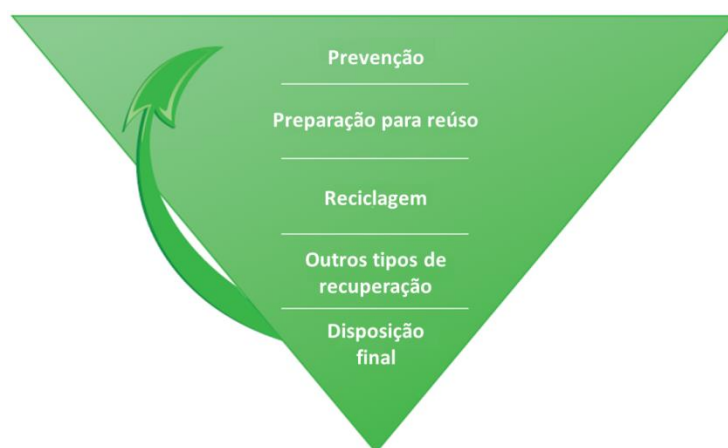 Prevenção
Preparação para reúso
Reciclagem
Outros tipos de
recuperação
Disposição
final